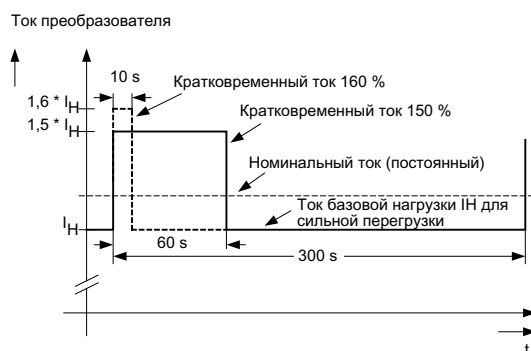 Ток преобразователя
10 s
Кратковременный ток 160 %
1,6 * IH
Кратковременный ток 150 %
1,5 * IH
Номинальный ток (постоянный)
Ток базовой нагрузки IH для
сильной перегрузки
IH
60 s
300 s
t